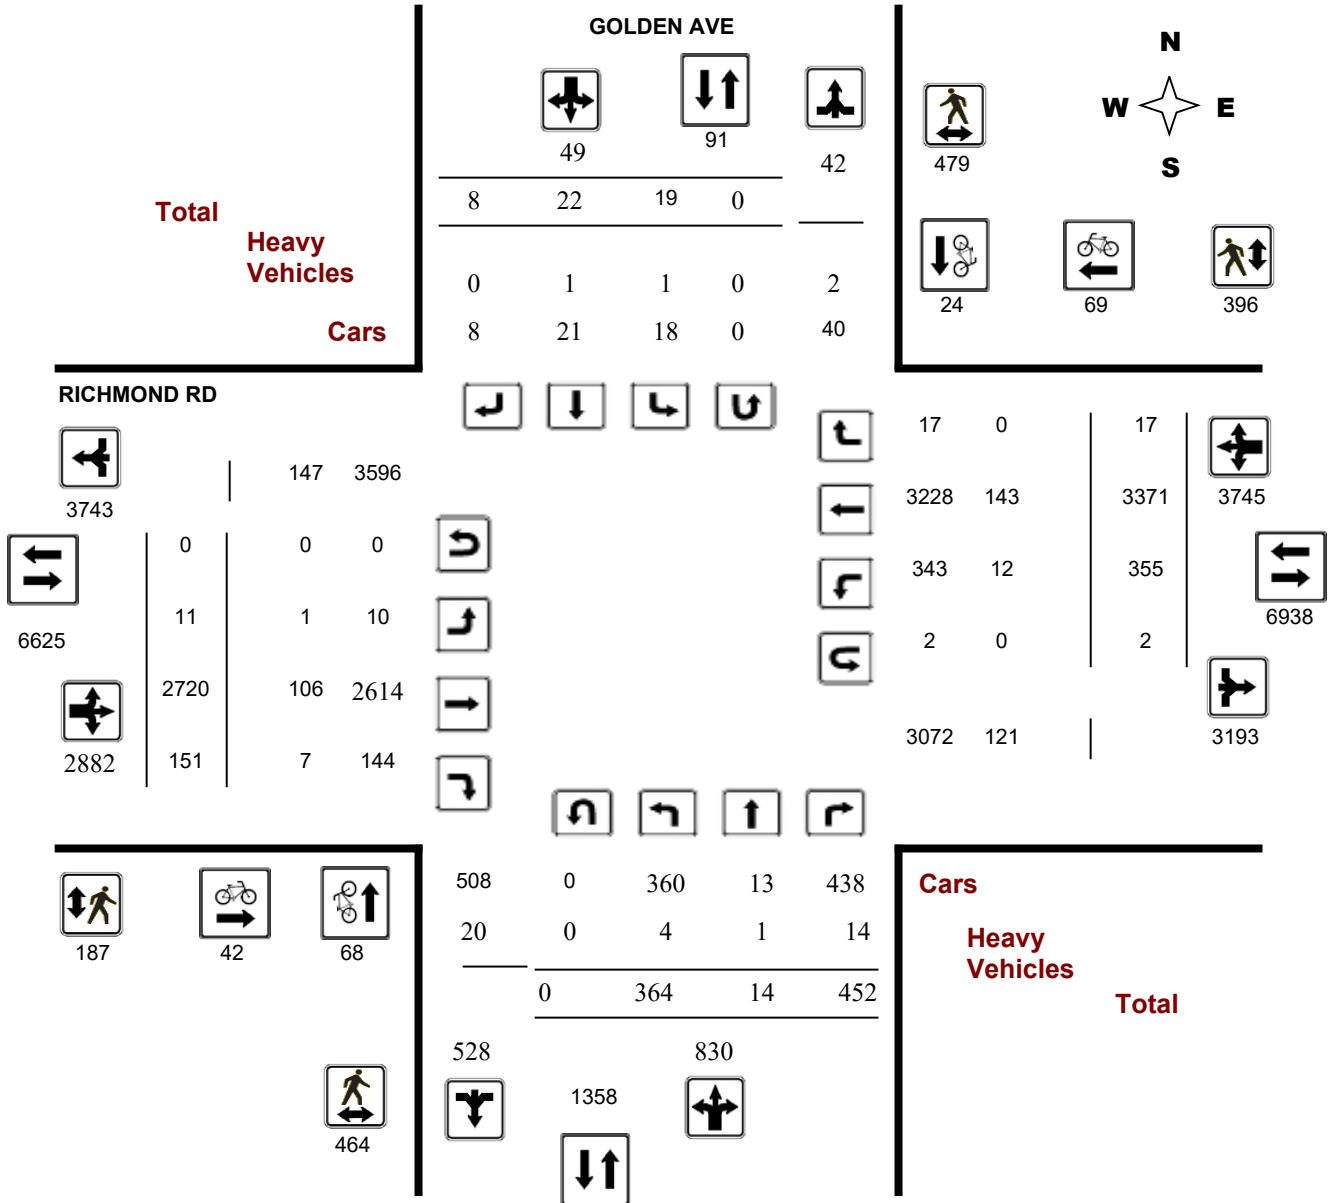 GOLDEN AVE
N
W E
S
49
91
42
479
8 22 19 0
Total
Heavy
Vehicles
0 1 1 0 2
24 69 396
Cars
8 21 18 0 40
RICHMOND RD
17 0 17
147 3596
3743
3228 143 3371 3745
0 0 0
343 12 355
6938
11 1 10
6625
2 0 2
2720 106 2614
3072 121 3193
2882 151 7 144
508 0 360 13 438
Cars
20 0 4 1 14
Heavy
Vehicles
187 42 68
0 364 14 452
Total
528 830
1358
464